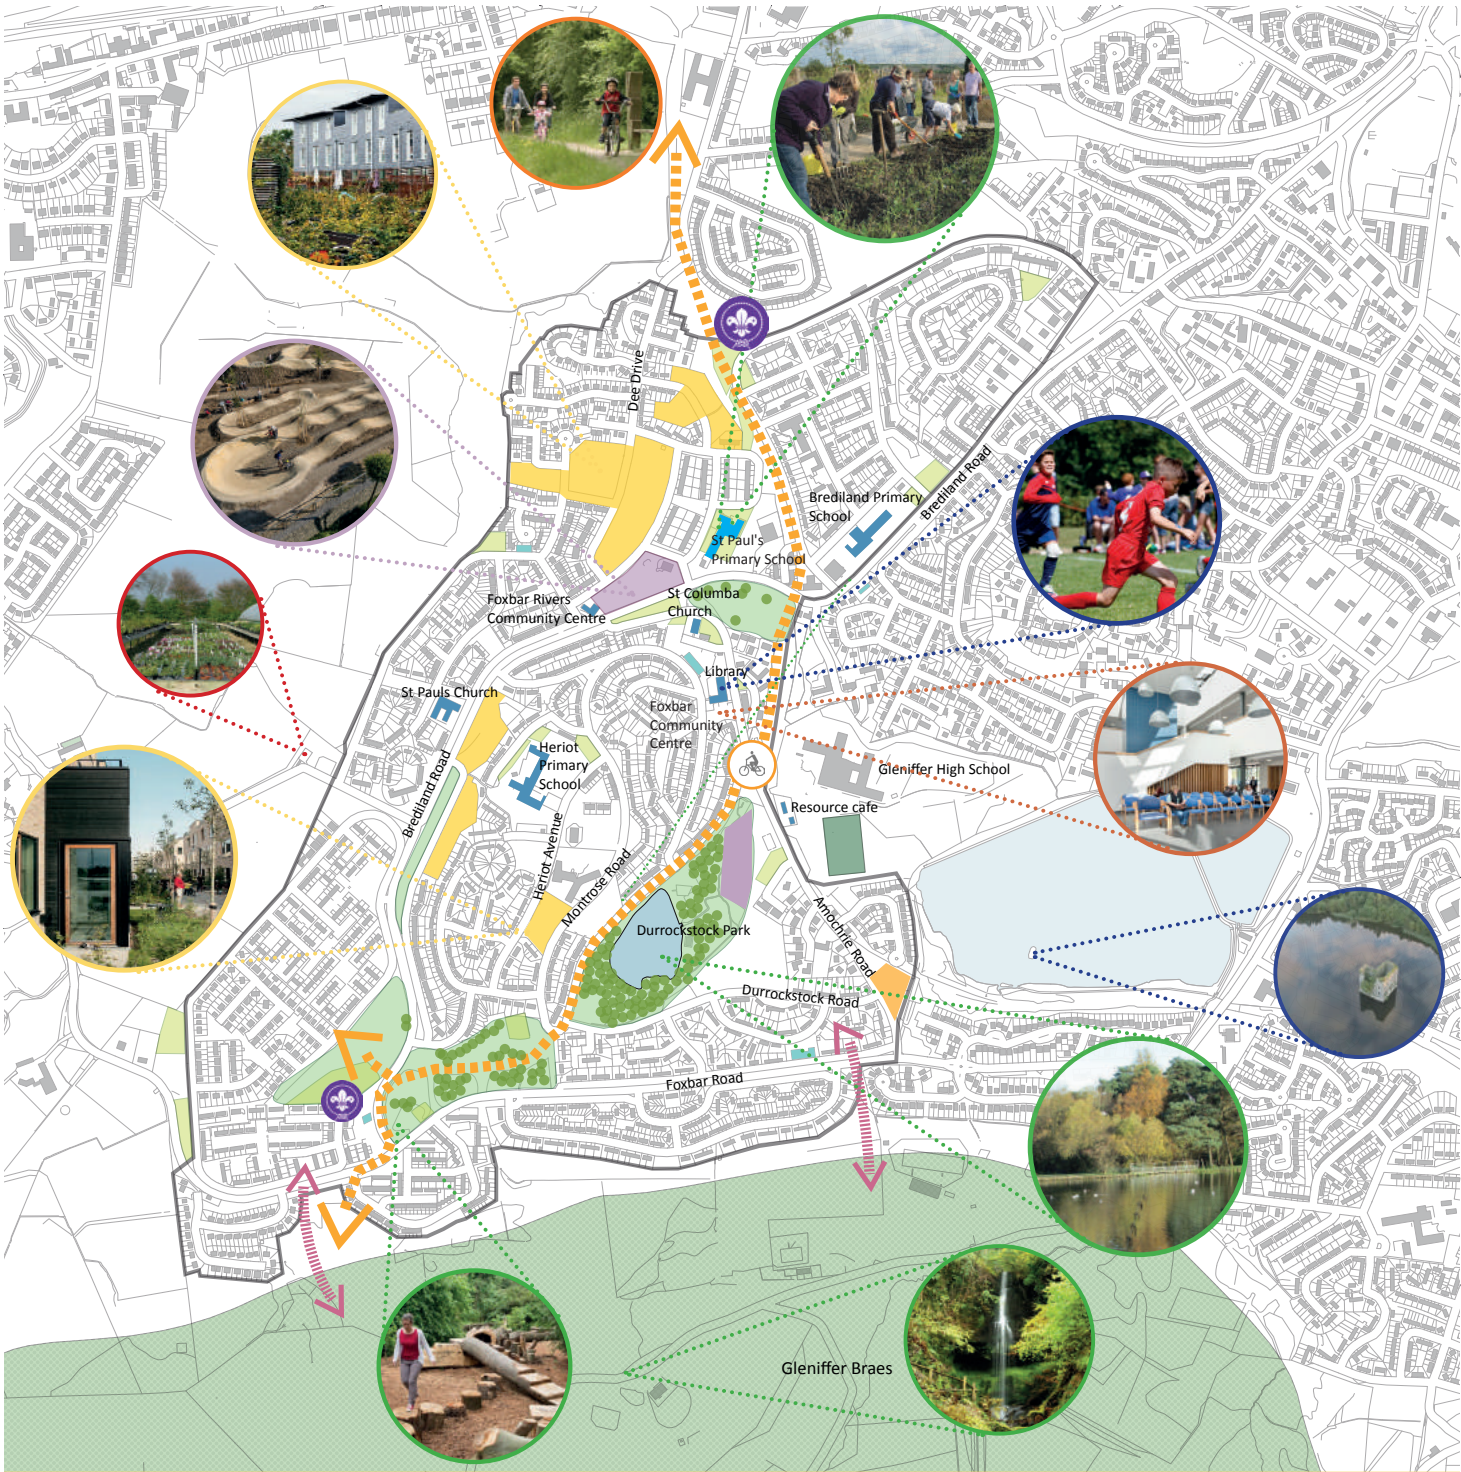 Dee Drive
Brediland Road
Brediland Primary
School
St Paul's
Primary School
St Columba
Church
Foxbar Rivers
Community Centre
Library
St Pauls Church
Foxbar
Community
Centre
Heriot
Primary
School
Gleniffer High School
Brediland Road
Resource cafe
Heriot Avenue
Montrose Road
Durrockstock Park
Amochrie Road
Durrockstock Road
Foxbar Road
Gleniffer Braes